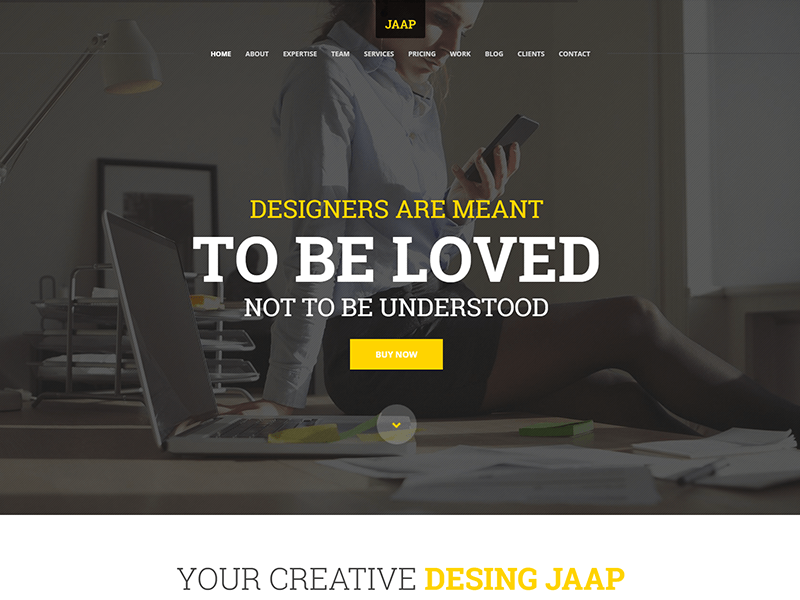 JAAP
HOME ABOUT EXPERTISE TEAM SERVICES PRICING WORK BLOG CLIENTS CONTACT
DESIGNERS ARE MEANT
TO BE LOVED
NOT TO BE UNDERSTOOD
BUY NOW
YOUR CREATIVE DESING JAAP